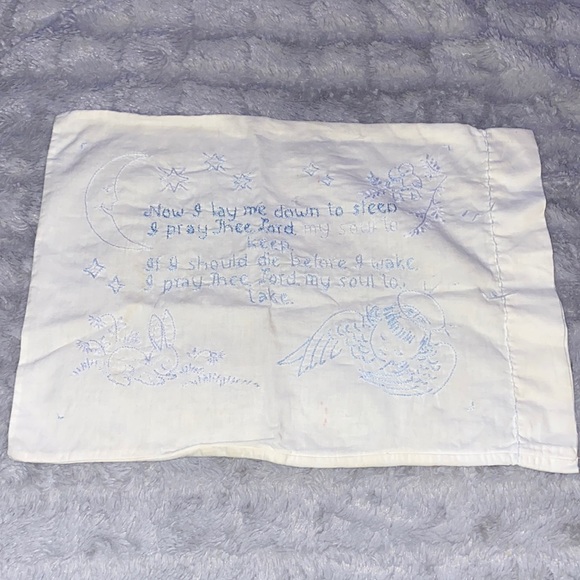 Now I lay me down to sleep
I pray Thee Lord, my soul to
keep
If I should die before I wake,
I pray Thee Lord my soul to
take.